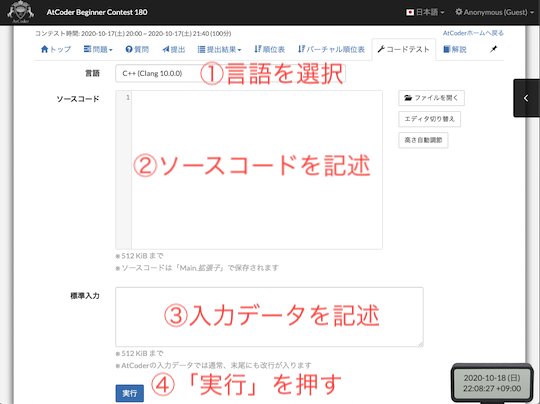 AtCoder
AtCoder Beginner Contest 180
日本語
Anonymous (Guest)
コンテスト時間: 2020-10-17(土) 20:00 ~ 2020-10-17(土) 21:40 (100分)
AtCoderホームへ戻る
トップ 問題 質問 提出 提出結果 順位表 バーチャル順位表 コードテスト 解説
言語
C++ (Clang 10.0.0)
①言語を選択
ソースコード
1
ファイルを開く
エディタ切り替え
高さ自動調節
②ソースコードを記述
※ 512 KiB まで
※ ソースコードは「Main.拡張子」で保存されます
標準入力
③入力データを記述
※ 512 KiB まで
※ AtCoderの入力データでは通常、末尾にも改行が入ります
実行
④「実行」を押す
2020-10-18 (日)
22:08:27 +09:00